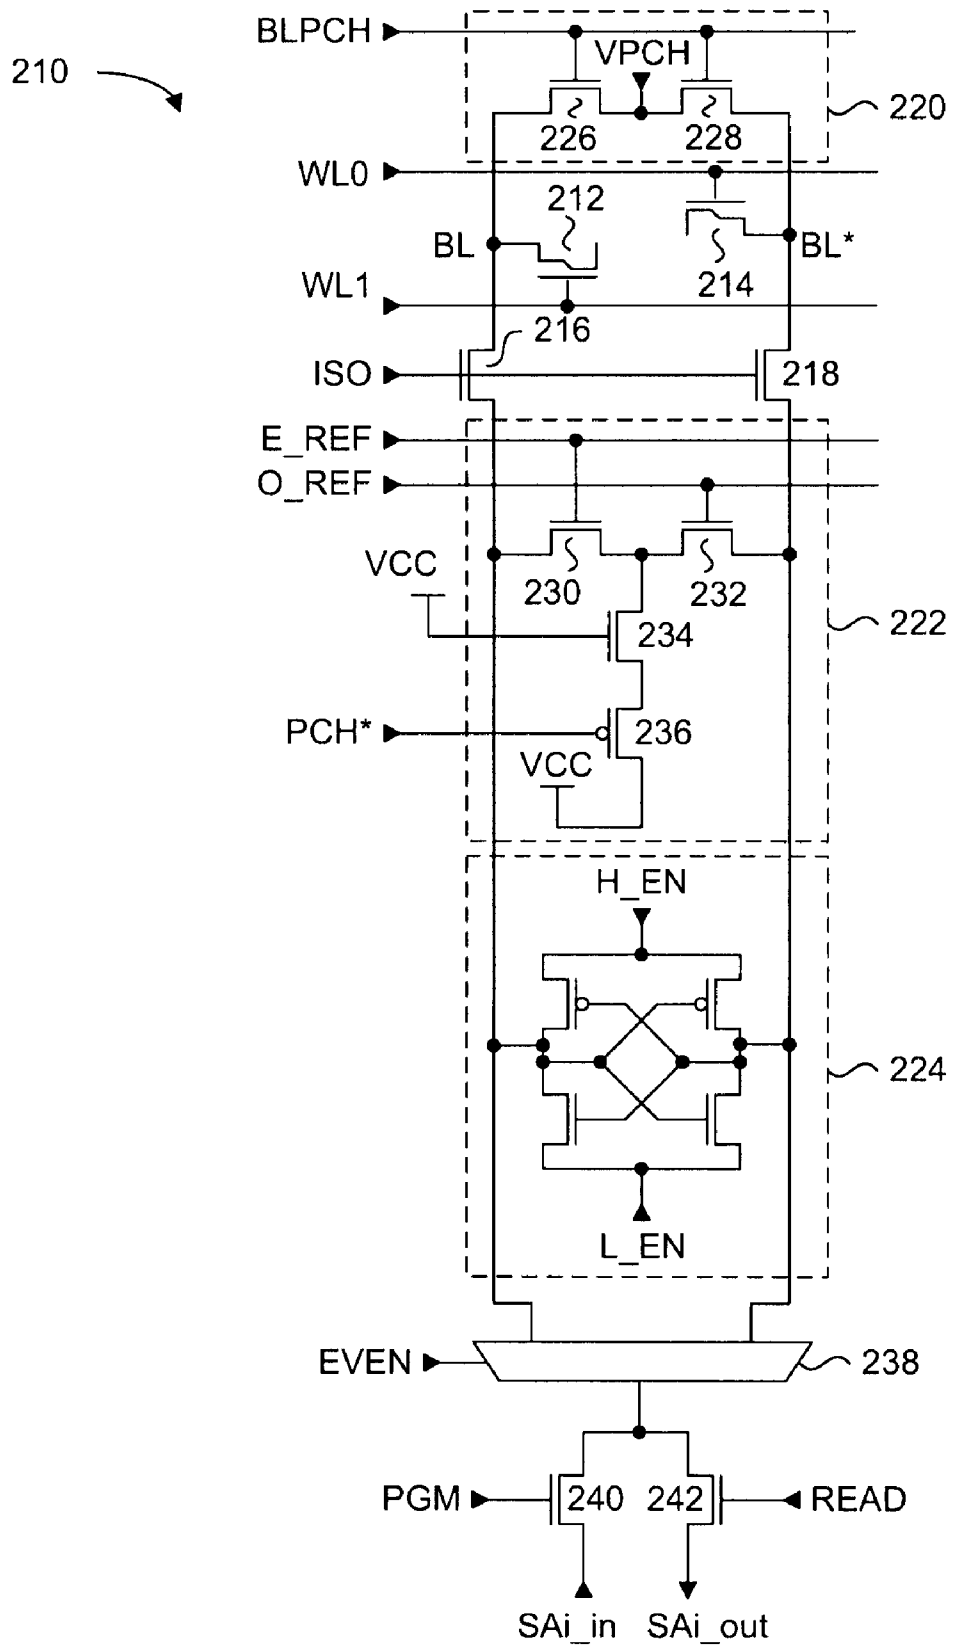 BLPCH
VPCH
210
226
228
220
WL0
212
BL
BL*
214
WL1
216
ISO
218
E_REF
O_REF
VCC
230
232
222
234
PCH*
236
VCC
H_EN
224
L_EN
EVEN
238
PGM
240
242
READ
SAi_in
SAi_out